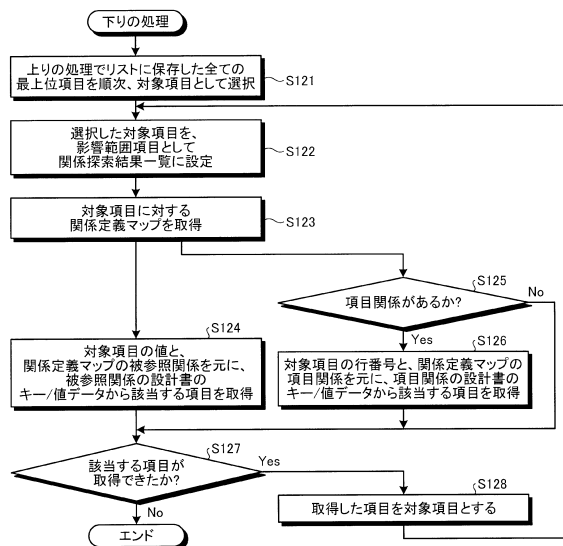 下りの処理
上りの処理でリストに保存した全ての
最上位項目を順次、対象項目として選択
S121
選択した対象項目を、
影響範囲項目として
関係探索結果一覧に設定
S122
対象項目に対する
関係定義マップを取得
S123
S125
項目関係があるか?
No
Yes
S124
対象項目の値と、
関係定義マップの被参照関係を元に、
被参照関係の設計書の
キー/値データから該当する項目を取得
S126
対象項目の行番号と、関係定義マップの
項目関係を元に、項目関係の設計書の
キー/値データから該当する項目を取得
S127
該当する項目が
取得できたか?
Yes
No
S128
取得した項目を対象項目とする
エンド